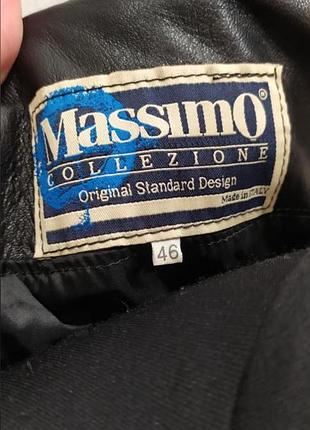 Massimo®
COLLEZIONE
Original Standard Design
Made in ITALY
46